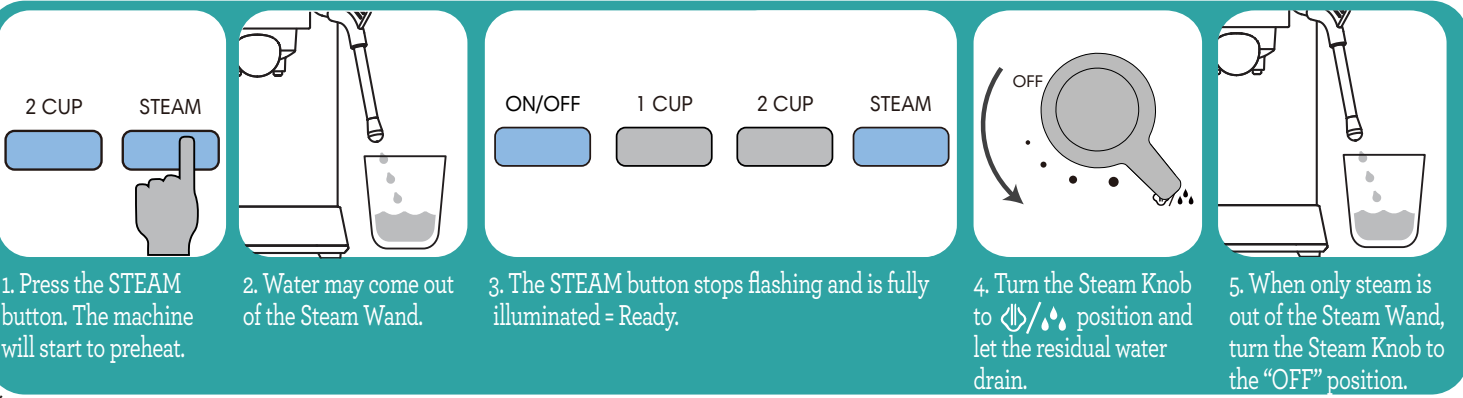 2 CUP STEAM
1. Press the STEAM
button. The machine
will start to preheat.
2. Water may come out
of the Steam Wand.
ON/OFF 1 CUP 2 CUP STEAM
3. The STEAM button stops flashing and is fully
illuminated = Ready.
OFF
4. Turn the Steam Knob
to / position and
let the residual water
drain.
5. When only steam is
out of the Steam Wand,
turn the Steam Knob to
the “OFF” position.